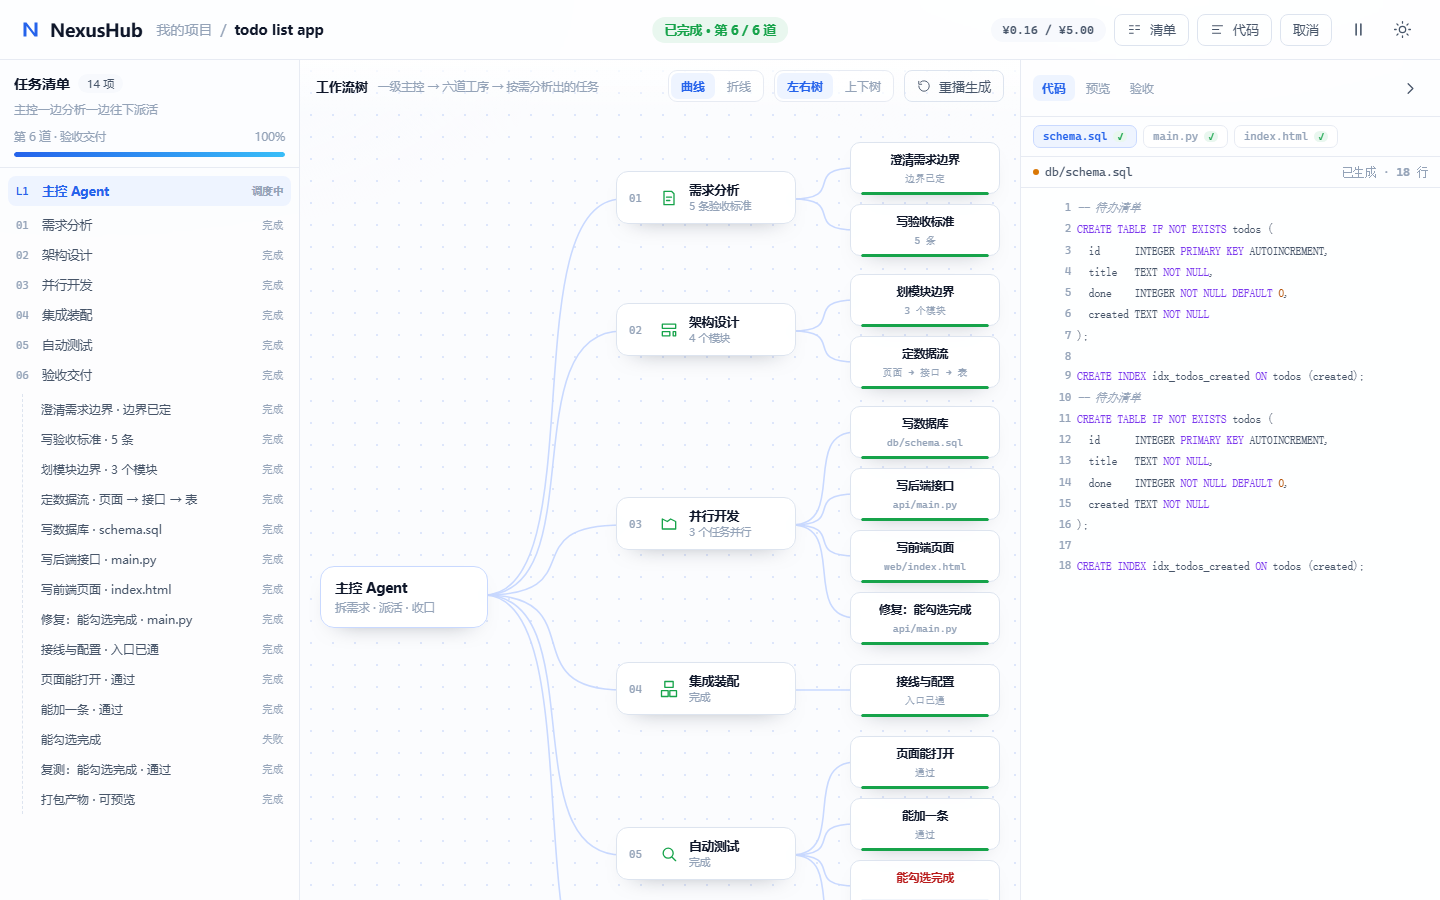 NexusHub 我的项目 / todo list app
已完成 • 第 6 / 6 道
¥0.16 / ¥5.00 清单 代码 取消
任务清单 14 项
主控一边分析一边往下派活
第 6 道 · 验收交付 100%
L1 主控 Agent 调度中
01 需求分析 完成
02 架构设计 完成
03 并行开发 完成
04 集成装配 完成
05 自动测试 完成
06 验收交付 完成
澄清需求边界 · 边界已定 完成
写验收标准 · 5 条 完成
划模块边界 · 3 个模块 完成
定数据流 · 页面 → 接口 → 表 完成
写数据库 · schema.sql 完成
写后端接口 · main.py 完成
写前端页面 · index.html 完成
修复：能勾选完成 · main.py 完成
接线与配置 · 入口已通 完成
页面能打开 · 通过 完成
能加一条 · 通过 完成
能勾选完成 失败
复测：能勾选完成 · 通过 完成
打包产物 · 可预览 完成
工作流树 一级主控 → 六道工序 → 按需分析出的任务
曲线 折线 左右树 上下树 重播生成
主控 Agent
拆需求 · 派活 · 收口
01 需求分析
5 条验收标准
02 架构设计
4 个模块
03 并行开发
3 个任务并行
04 集成装配
完成
05 自动测试
完成
澄清需求边界
边界已定
写验收标准
5 条
划模块边界
3 个模块
定数据流
页面 → 接口 → 表
写数据库
db/schema.sql
写后端接口
api/main.py
写前端页面
web/index.html
修复：能勾选完成
api/main.py
接线与配置
入口已通
页面能打开
通过
能加一条
通过
能勾选完成
代码 预览 验收
schema.sql ✓ main.py ✓ index.html ✓
db/schema.sql 已生成 · 18 行
1 -- 待办清单
2 CREATE TABLE IF NOT EXISTS todos (
3 id INTEGER PRIMARY KEY AUTOINCREMENT,
4 title TEXT NOT NULL,
5 done INTEGER NOT NULL DEFAULT 0,
6 created TEXT NOT NULL
7 );
8
9 CREATE INDEX idx_todos_created ON todos (created);
10 -- 待办清单
11 CREATE TABLE IF NOT EXISTS todos (
12 id INTEGER PRIMARY KEY AUTOINCREMENT,
13 title TEXT NOT NULL,
14 done INTEGER NOT NULL DEFAULT 0,
15 created TEXT NOT NULL
16 );
17
18 CREATE INDEX idx_todos_created ON todos (created);